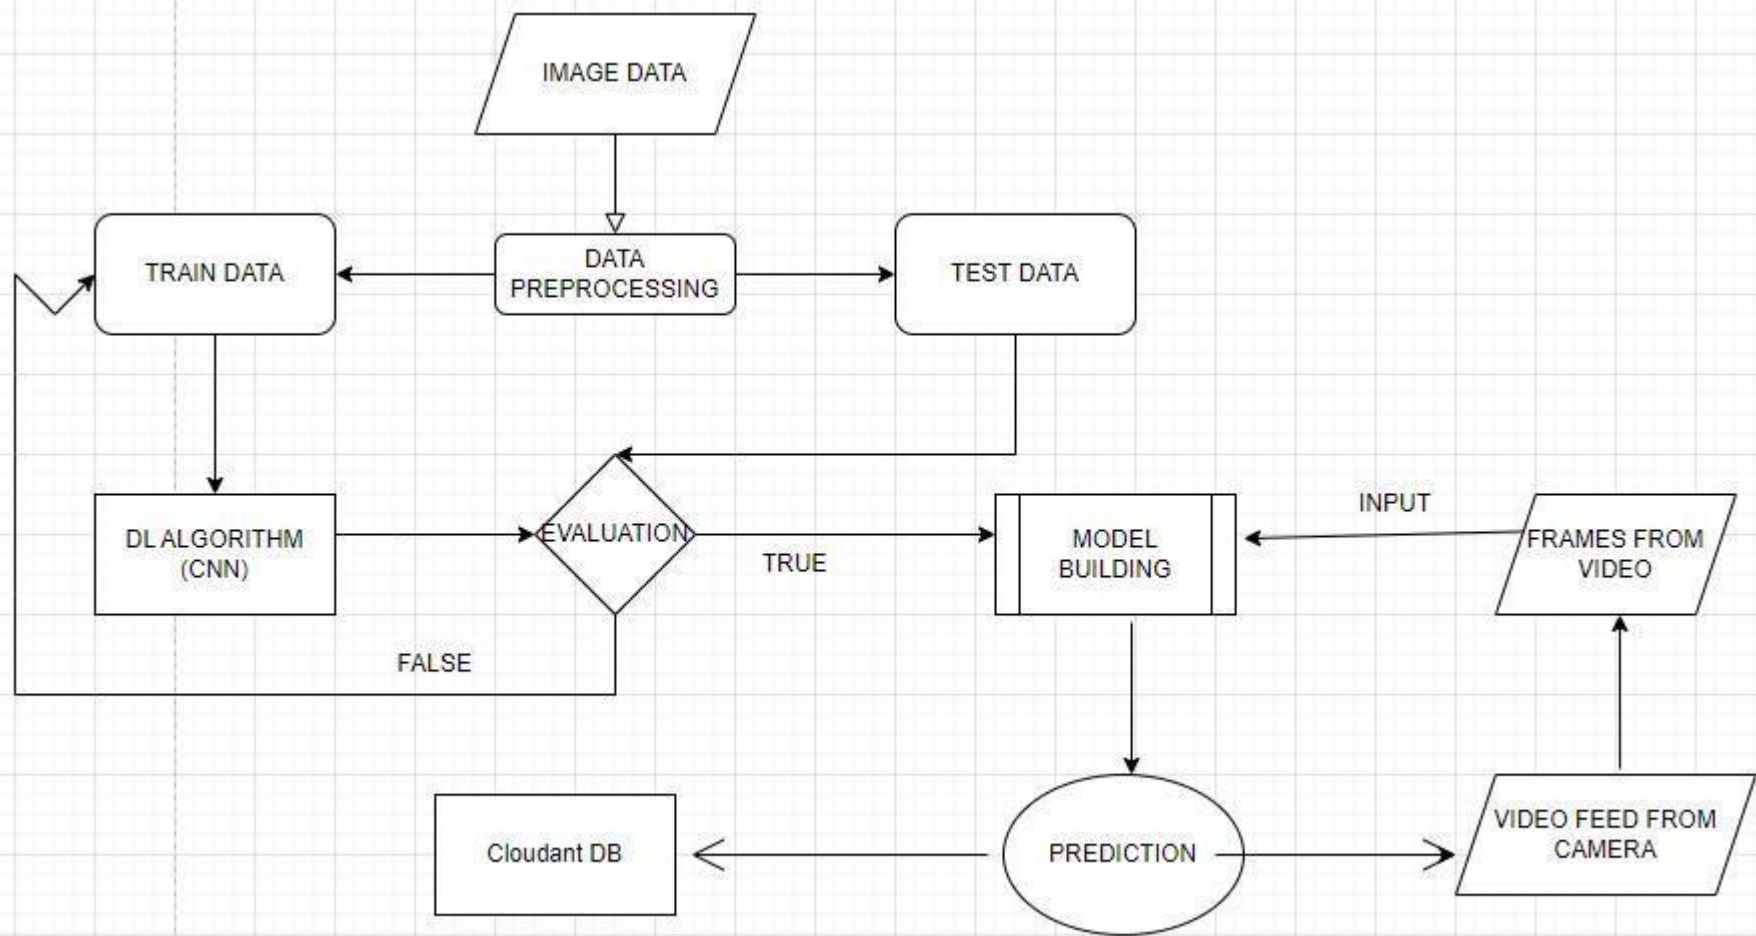 IMAGE DATA
TRAIN DATA
DATA
PREPROCESSING
TEST DATA
DL ALGORITHM
(CNN)
EVALUATION
TRUE
MODEL
BUILDING
INPUT
FRAMES FROM
VIDEO
FALSE
Cloudant DB
PREDICTION
VIDEO FEED FROM
CAMERA